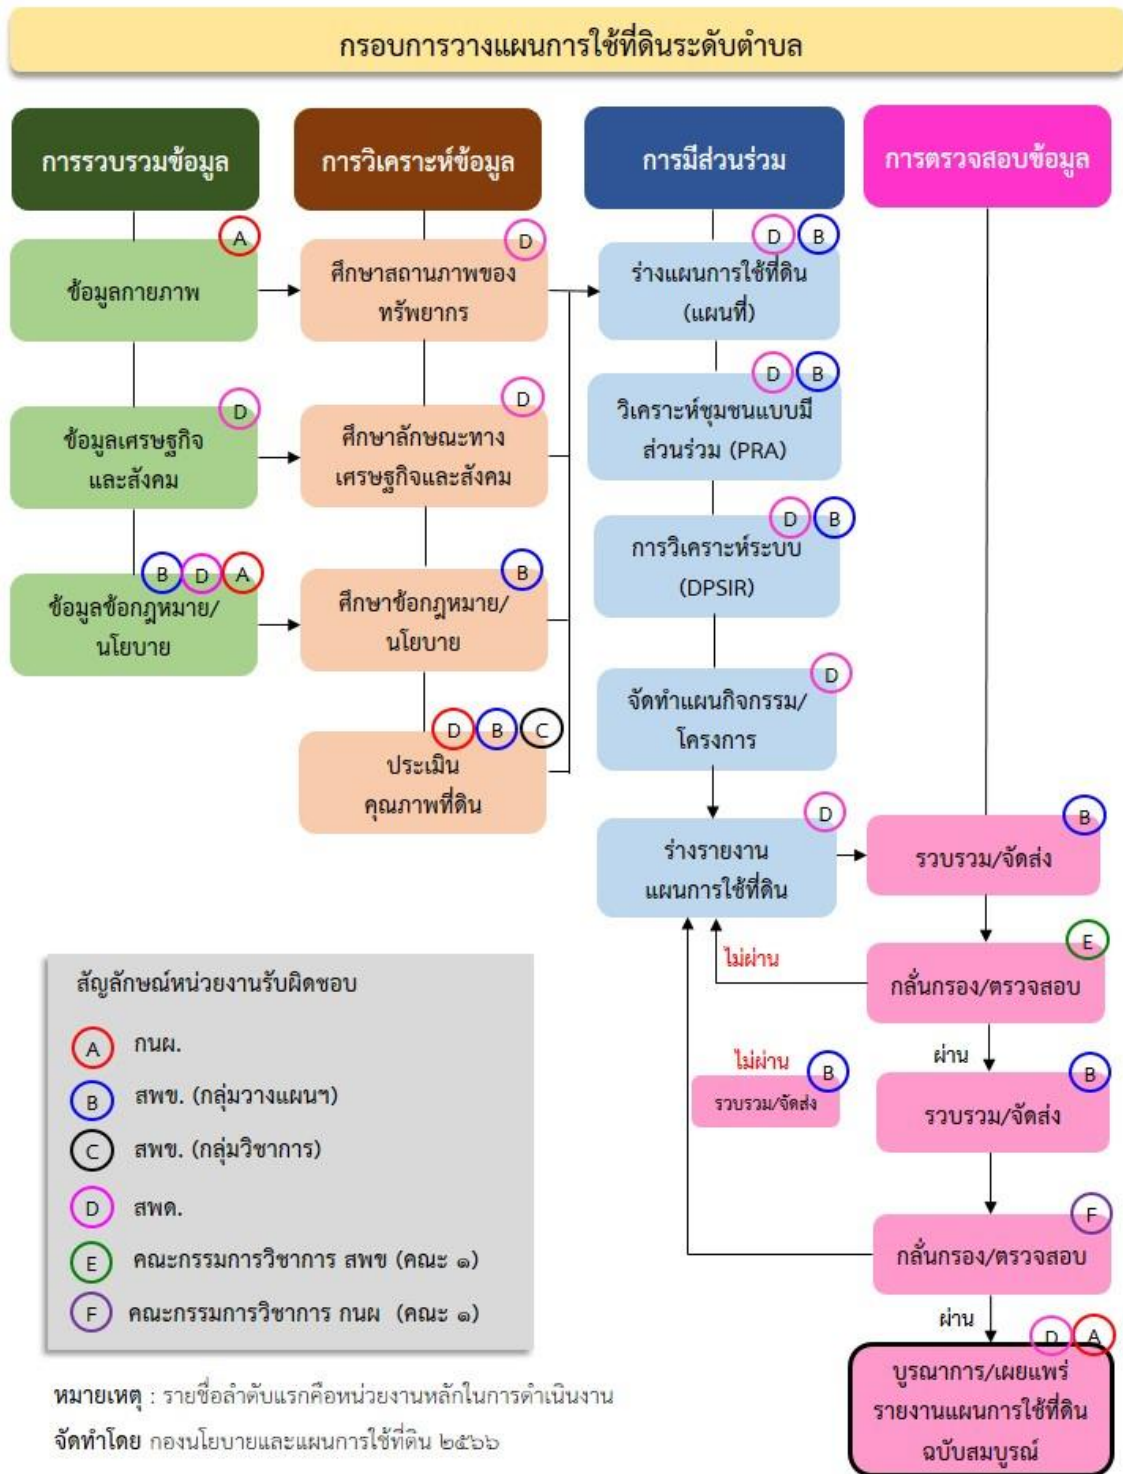 กรอบการวางแผนการใช้ที่ดินระดับตำบล
การรวบรวมข้อมูล
A
ข้อมูลกายภาพ
D
ข้อมูลเศรษฐกิจ
และสังคม
B D A
ข้อมูลข้อกฎหมาย/
นโยบาย
การวิเคราะห์ข้อมูล
D
ศึกษาสถานภาพของ
ทรัพยากร
D
ศึกษาลักษณะทาง
เศรษฐกิจและสังคม
B
ศึกษาข้อกฎหมาย/
นโยบาย
D B C
ประเมิน
คุณภาพที่ดิน
การมีส่วนร่วม
D B
ร่างแผนการใช้ที่ดิน
(แผนที่)
D B
วิเคราะห์ชุมชนแบบมี
ส่วนร่วม (PRA)
D B
การวิเคราะห์ระบบ
(DPSIR)
D
จัดทำแผนกิจกรรม/
โครงการ
D
ร่างรายงาน
แผนการใช้ที่ดิน
การตรวจสอบข้อมูล
B
รวบรวม/จัดส่ง
E
กลั่นกรอง/ตรวจสอบ
ไม่ผ่าน
ผ่าน
B
รวบรวม/จัดส่ง
ไม่ผ่าน
B
รวบรวม/จัดส่ง
F
กลั่นกรอง/ตรวจสอบ
ผ่าน
D A
บูรณาการ/เผยแพร่
รายงานแผนการใช้ที่ดิน
ฉบับสมบูรณ์
สัญลักษณ์หน่วยงานรับผิดชอบ
A กนผ.
B สพข. (กลุ่มวางแผนฯ)
C สพข. (กลุ่มวิชาการ)
D สพด.
E คณะกรรมการวิชาการ สพข (คณะ ๑)
F คณะกรรมการวิชาการ กนผ (คณะ ๑)
หมายเหตุ : รายชื่อลำดับแรกคือหน่วยงานหลักในการดำเนินงาน
จัดทำโดย กองนโยบายและแผนการใช้ที่ดิน ๒๕๖๖